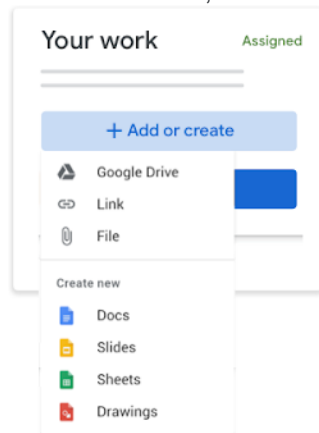 Your work
Assigned
+ Add or create
Google Drive
Link
File
Create new
Docs
Slides
Sheets
Drawings